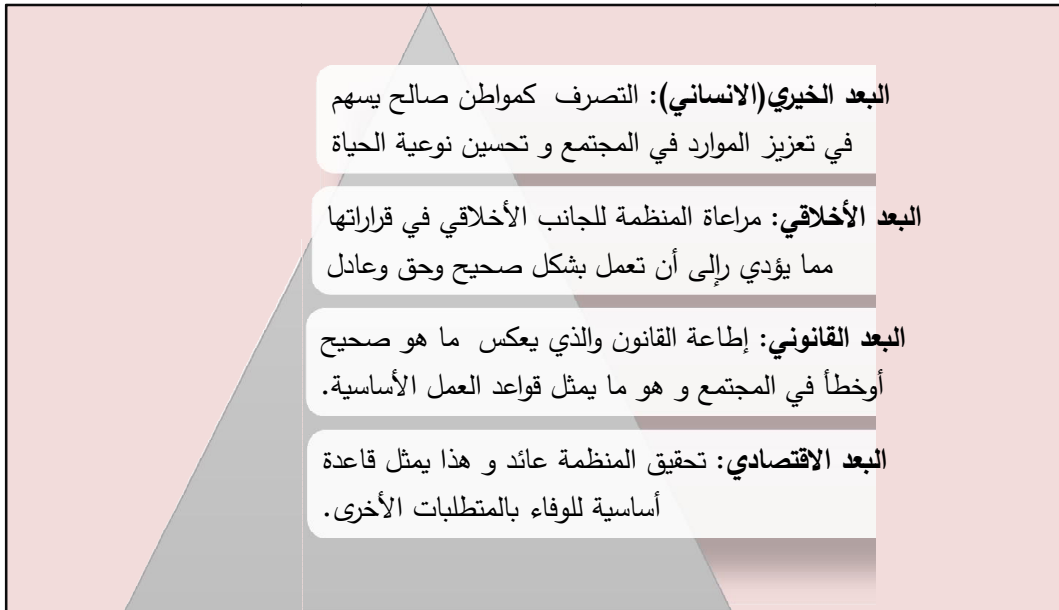 البعد الخيري(الانساني): التصرف كمواطن صالح يسهم
في تعزيز الموارد في المجتمع و تحسين نوعية الحياة
البعد الأخلاقي: مراعاة المنظمة للجانب الأخلاقي في قراراتها
مما يؤدي رإلى أن تعمل بشكل صحيح وحق وعادل
البعد القانوني: إطاعة القانون والذي يعكس ما هو صحيح
أوخطأ في المجتمع و هو ما يمثل قواعد العمل الأساسية.
البعد الاقتصادي: تحقيق المنظمة عائد و هذا يمثل قاعدة
أساسية للوفاء بالمتطلبات الأخرى.